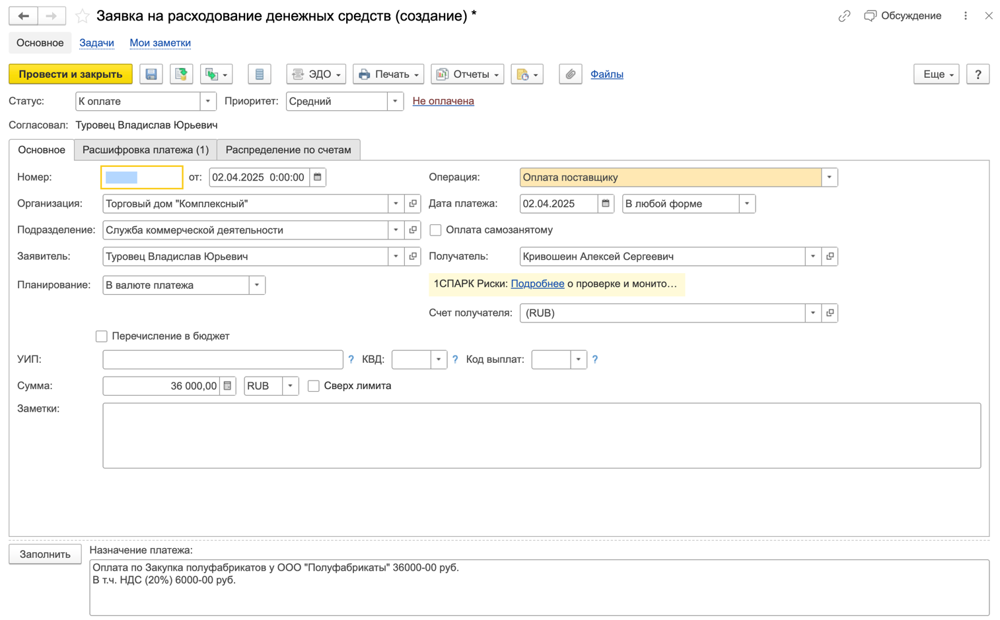 Заявка на расходование денежных средств (создание) *
Обсуждение
Основное Задачи Мои заметки
Провести и закрыть ЭДО Печать Отчеты Файлы Еще ?
Статус: К оплате Приоритет: Средний Не оплачена
Согласовал: Туровец Владислав Юрьевич
Основное Расшифровка платежа (1) Распределение по счетам
Номер: от: 02.04.2025 0:00:00 Операция: Оплата поставщику
Организация: Торговый дом "Комплексный" Дата платежа: 02.04.2025 В любой форме
Подразделение: Служба коммерческой деятельности Оплата самозанятому
Заявитель: Туровец Владислав Юрьевич Получатель: Кривошеин Алексей Сергеевич
Планирование: В валюте платежа 1СПАРК Риски: Подробнее о проверке и монито…
Счет получателя: (RUB)
Перечисление в бюджет
УИП: ? КВД: ? Код выплат: ?
Сумма: 36 000,00 RUB Сверх лимита
Заметки:
Заполнить Назначение платежа:
Оплата по Закупка полуфабрикатов у ООО "Полуфабрикаты" 36000-00 руб.
В т.ч. НДС (20%) 6000-00 руб.